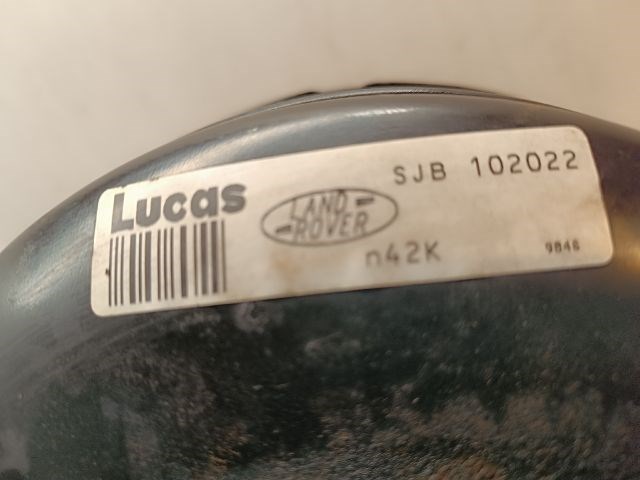 Lucas
LAND
ROVER
SJB 102022
n42K
9846